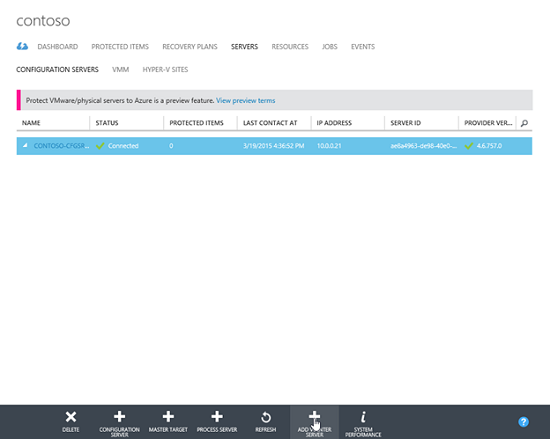 contoso
DASHBOARD PROTECTED ITEMS RECOVERY PLANS SERVERS RESOURCES JOBS EVENTS
CONFIGURATION SERVERS VMM HYPER-V SITES
Protect VMware/physical servers to Azure is a preview feature. View preview terms
NAME STATUS PROTECTED ITEMS LAST CONTACT AT IP ADDRESS SERVER ID PROVIDER VER...
CONTOSO-CFGSR... Connected 0 3/19/2015 4:36:52 PM 10.0.0.21 ae8a4963-de98-40e0-... 4.6.757.0
DELETE CONFIGURATION SERVER MASTER TARGET PROCESS SERVER REFRESH ADD SERVER SYSTEM PERFORMANCE
?